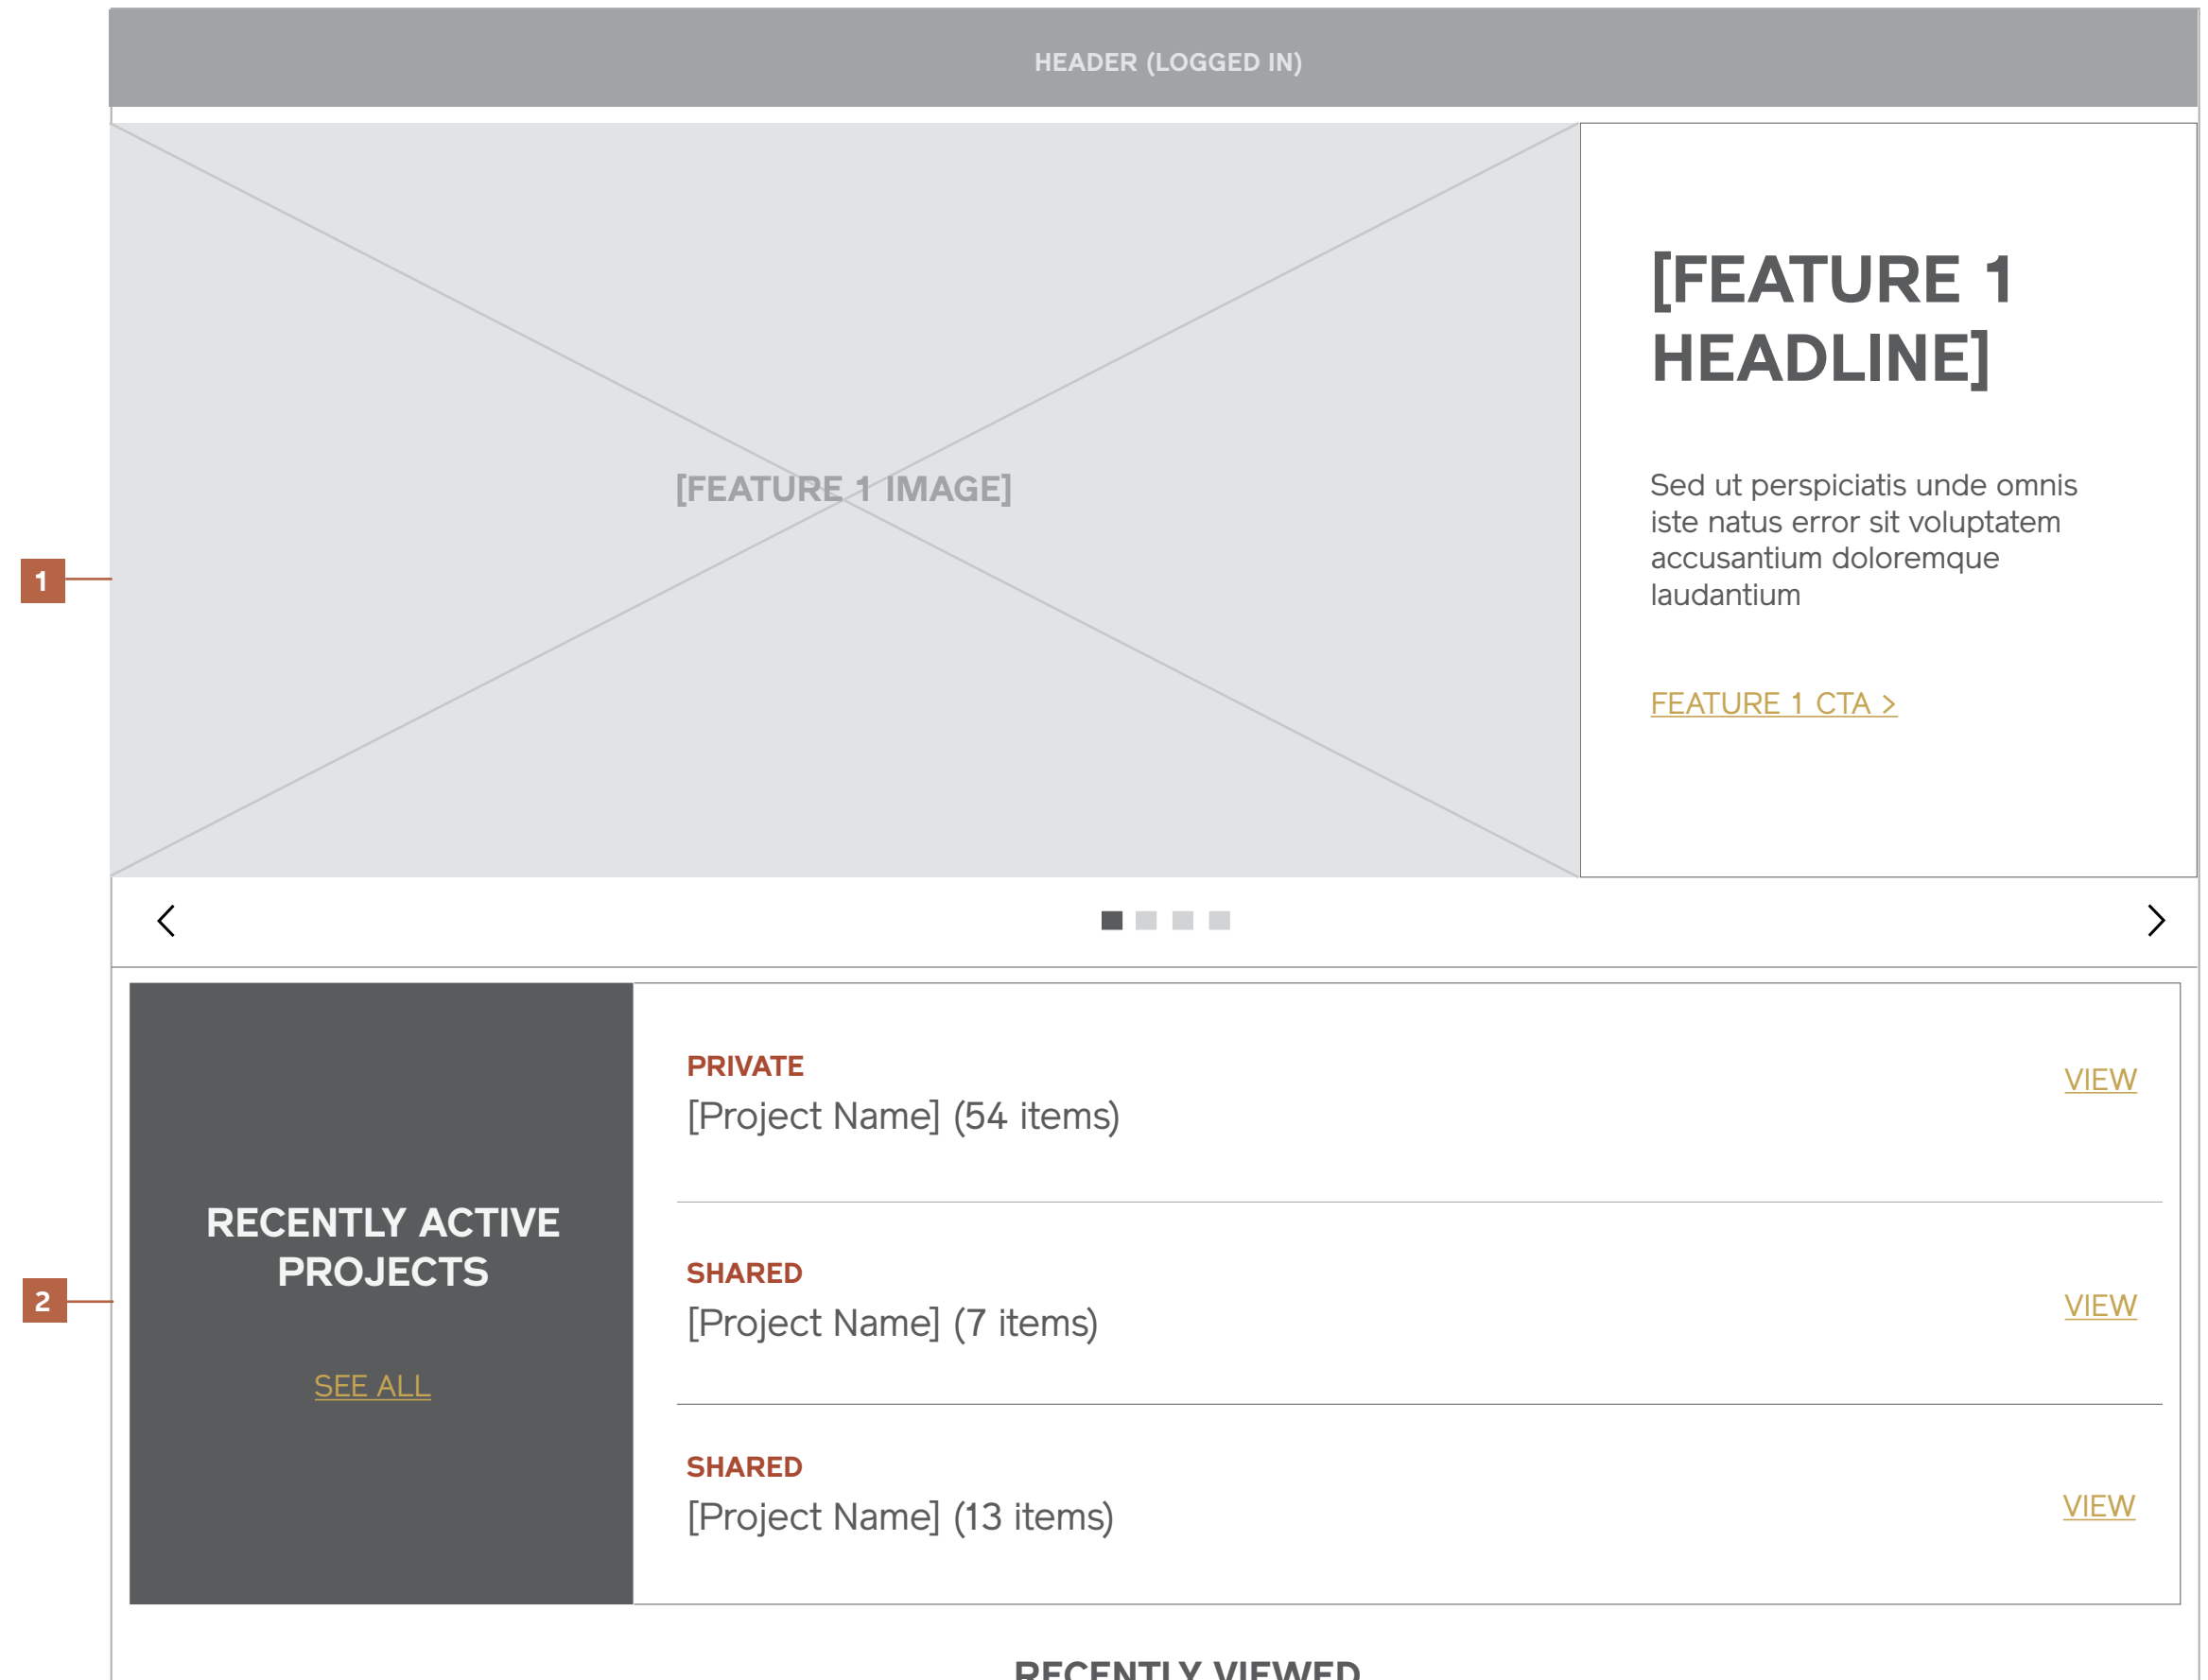 HEADER (LOGGED IN)
[FEATURE 1 IMAGE]
[FEATURE 1
HEADLINE]
Sed ut perspiciatis unde omnis
iste natus error sit voluptatem
accusantium doloremque
laudantium
FEATURE 1 CTA >
1
RECENTLY ACTIVE
PROJECTS
SEE ALL
2
PRIVATE
[Project Name] (54 items)
VIEW
SHARED
[Project Name] (7 items)
VIEW
SHARED
[Project Name] (13 items)
VIEW
RECENTLY VIEWED